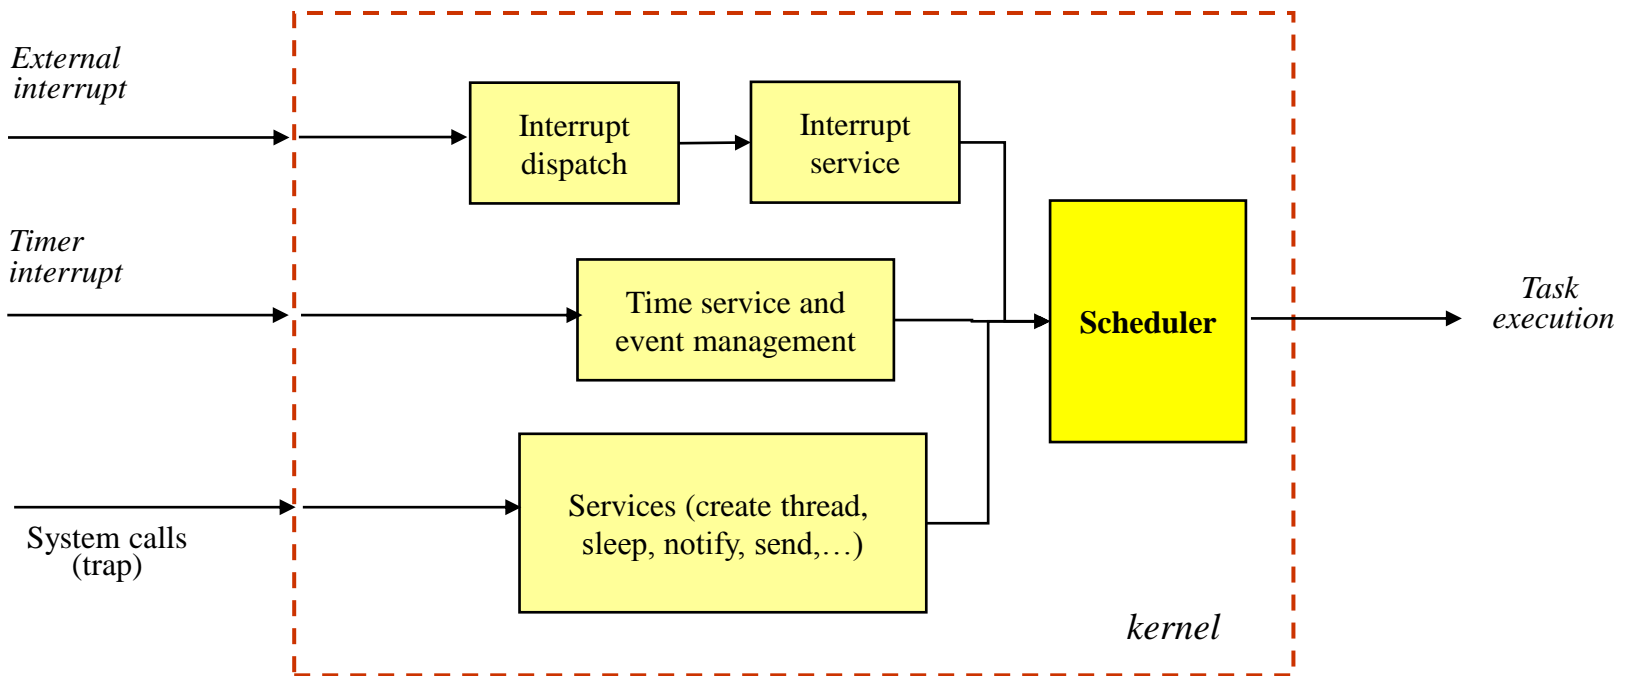 External
interrupt
Interrupt
dispatch
Interrupt
service
Timer
interrupt
Time service and
event management
Scheduler
Task
execution
System calls
(trap)
Services (create thread,
sleep, notify, send,…)
kernel